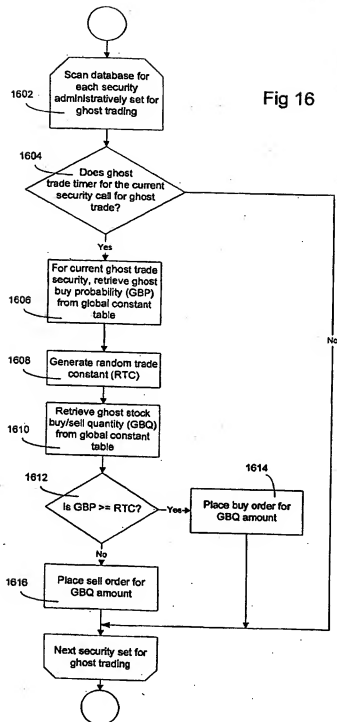 Fig 16
1602
Scan database for
each security
administratively set for
ghost trading
1604
Does ghost
trade timer for the current
security call for ghost
trade?
Yes
No
For current ghost trade
security, retrieve ghost
buy probability (GBP)
from global constant
table
1606
Generate random trade
constant (RTC)
1608
Retrieve ghost stock
buy/sell quantity (GBQ)
from global constant
table
1610
1612
Is GBP >= RTC?
Yes
1614
Place buy order for
GBQ amount
No
Place sell order for
GBQ amount
1616
Next security set for
ghost trading